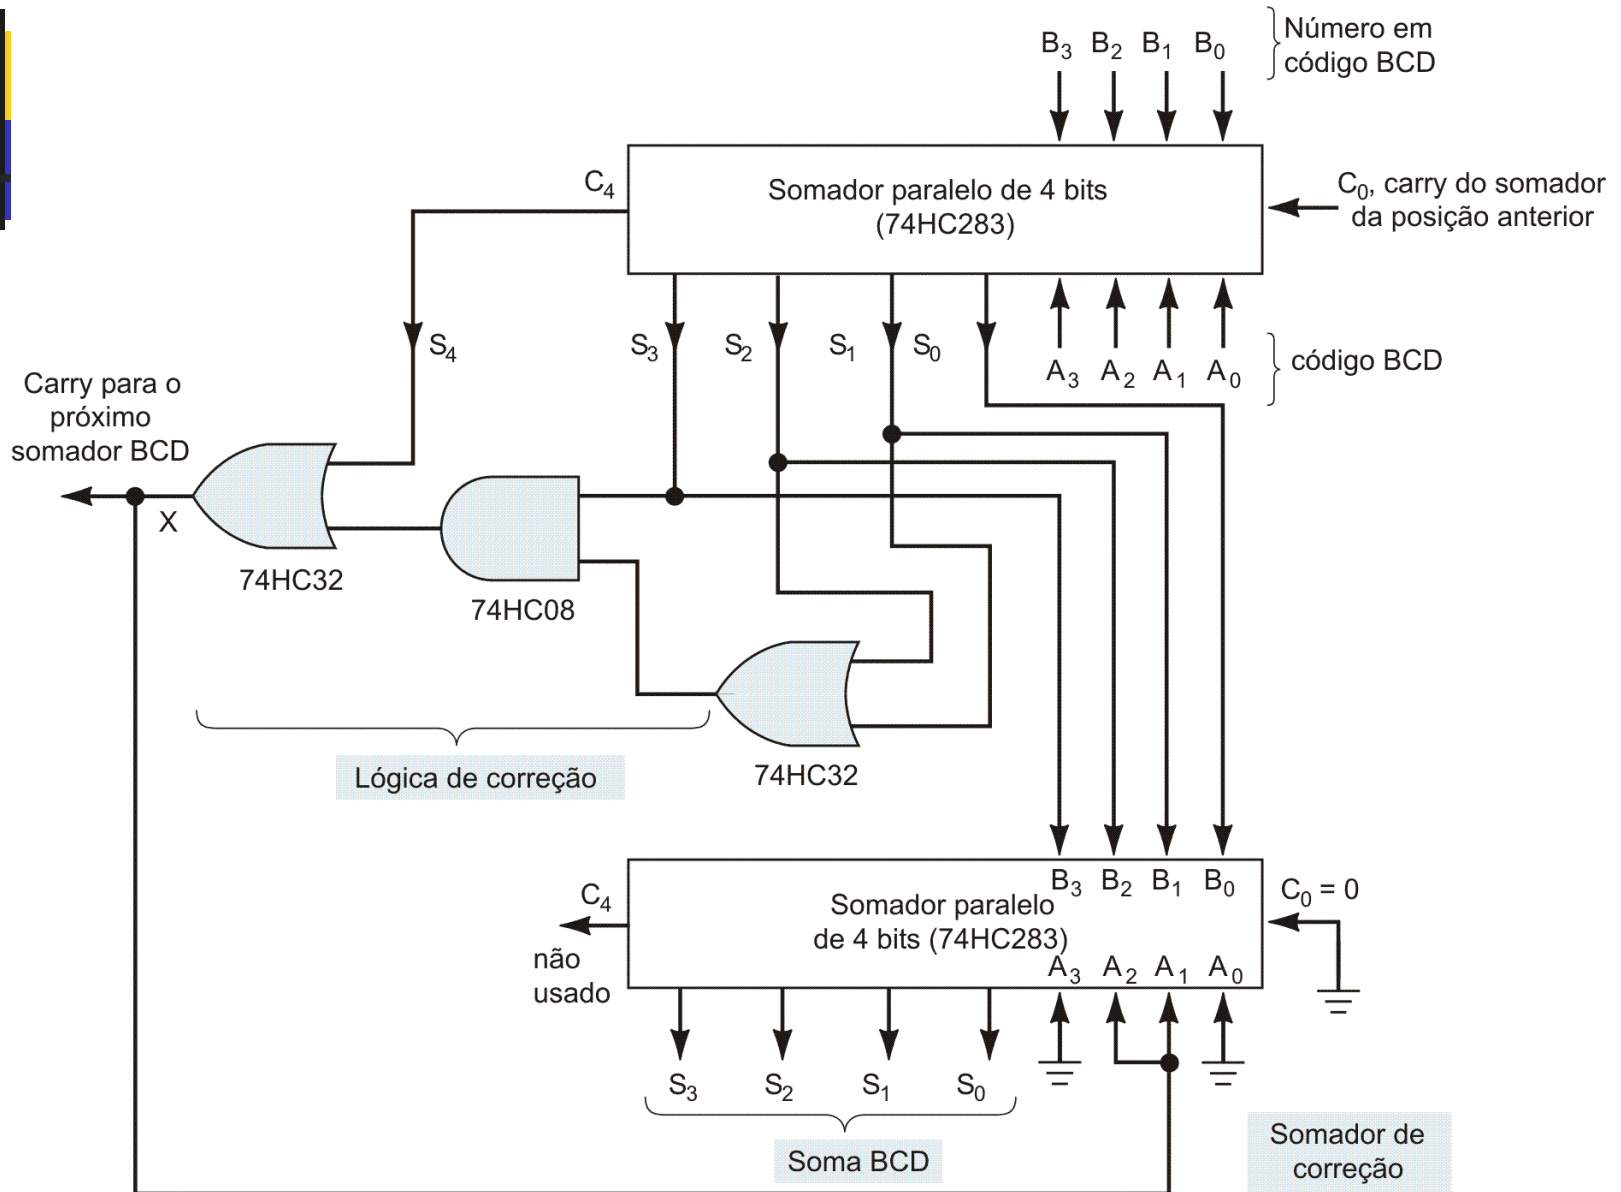 B3 B2 B1 B0
Número em
código BCD
C4
Somador paralelo de 4 bits
(74HC283)
C0, carry do somador
da posição anterior
S4
S3
S2
S1
S0
A3 A2 A1 A0
código BCD
Carry para o
próximo
somador BCD
X
74HC32
74HC08
74HC32
Lógica de correção
C4
não
usado
Somador paralelo
de 4 bits (74HC283)
B3 B2 B1 B0
C0 = 0
A3 A2 A1 A0
S3 S2 S1 S0
Soma BCD
Somador de
correção